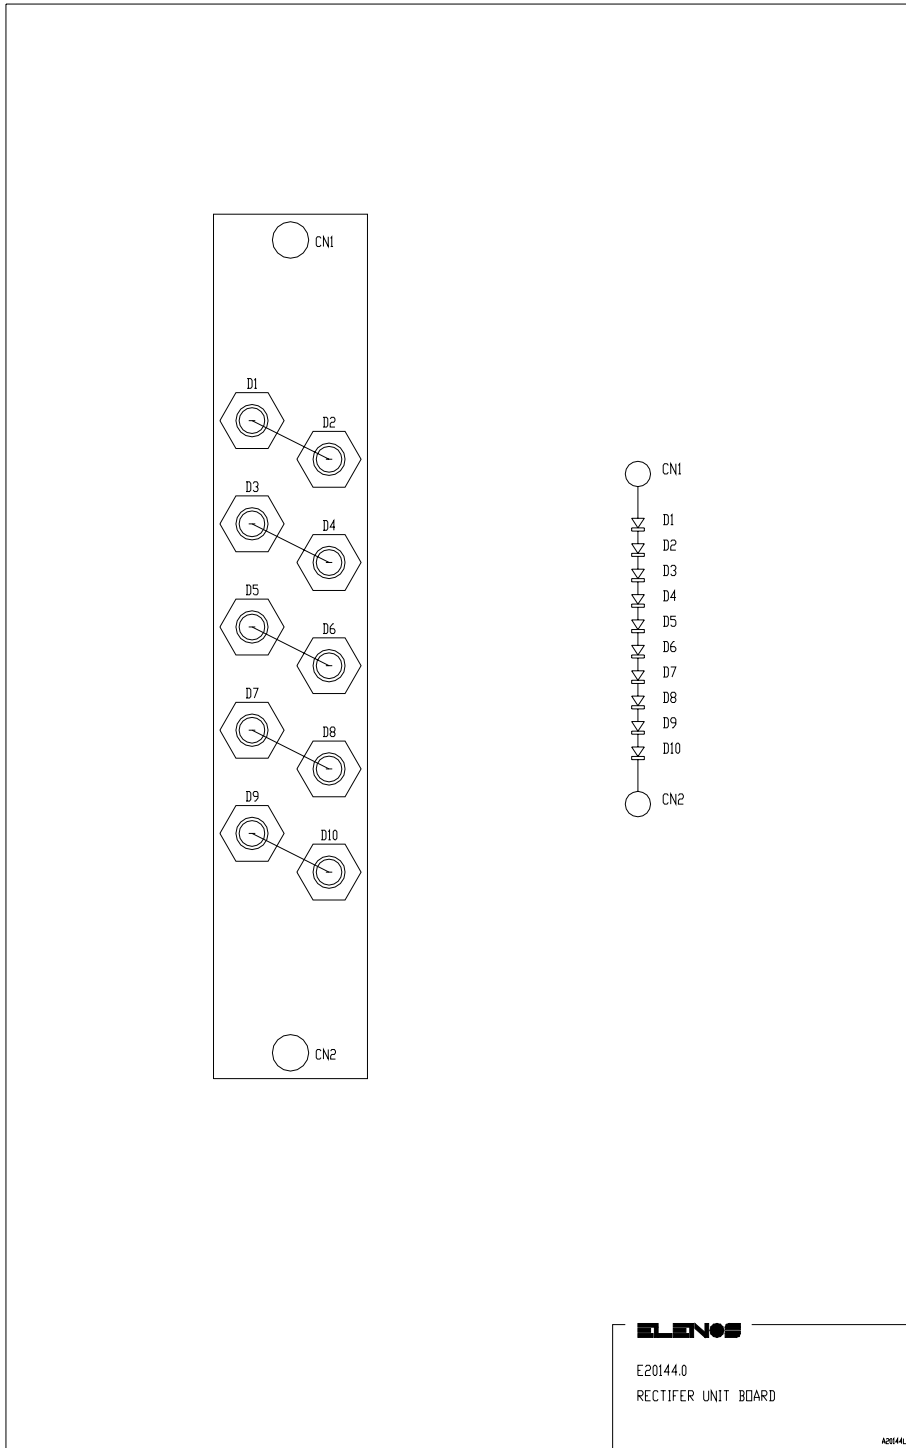 CN1
D1
D2
D3
D4
D5
D6
D7
D8
D9
D10
CN2
CN1
D1
D2
D3
D4
D5
D6
D7
D8
D9
D10
CN2
ELENOS
E20144.0
RECTIFER UNIT BOARD
A20144L